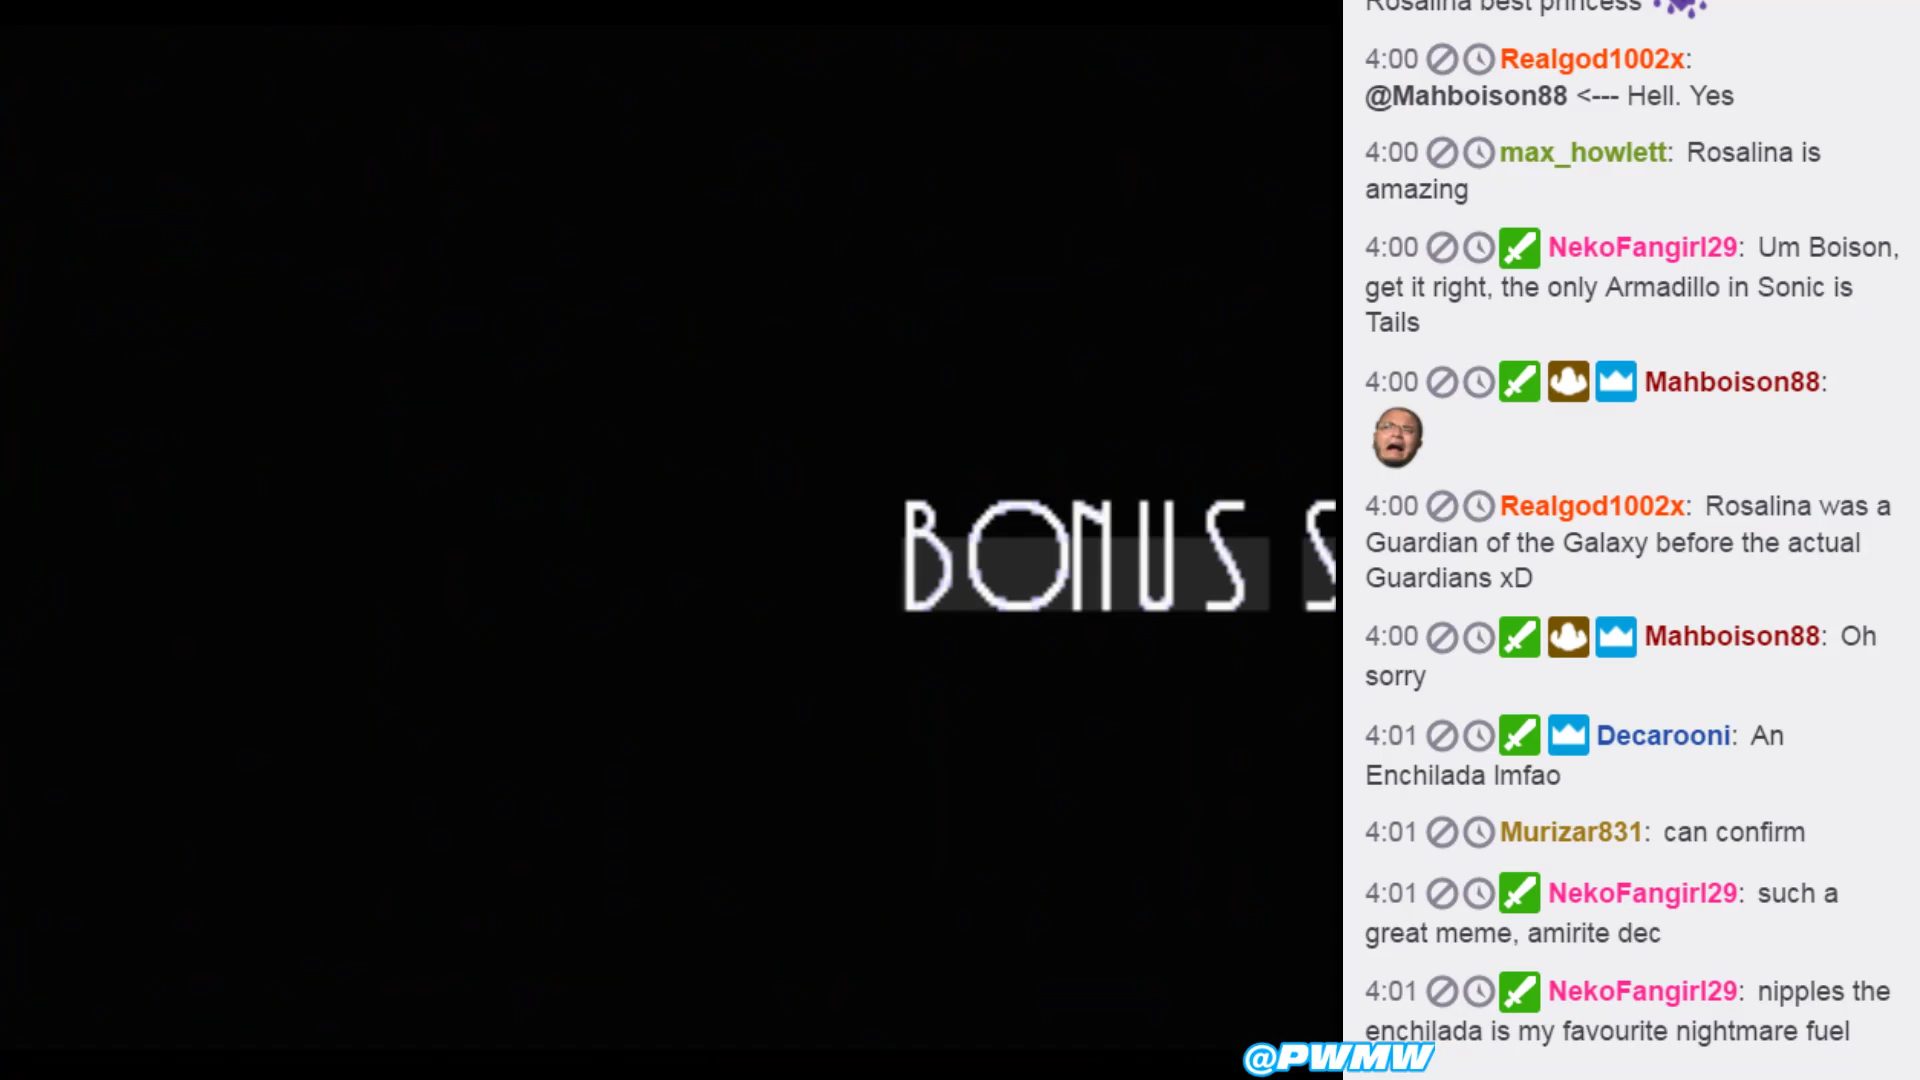 Rosalina best princess
4:00 Realgod1002x:
@Mahboison88 <--- Hell. Yes
4:00 max_howlett: Rosalina is
amazing
4:00 NekoFangirl29: Um Boison,
get it right, the only Armadillo in Sonic is
Tails
4:00 Mahboison88:
4:00 Realgod1002x: Rosalina was a
Guardian of the Galaxy before the actual
Guardians xD
BONUS S
4:00 Mahboison88: Oh
sorry
4:01 Decarooni: An
Enchilada lmfao
4:01 Murizar831: can confirm
4:01 NekoFangirl29: such a
great meme, amirite dec
4:01 NekoFangirl29: nipples the
enchilada is my favourite nightmare fuel
@PWMW